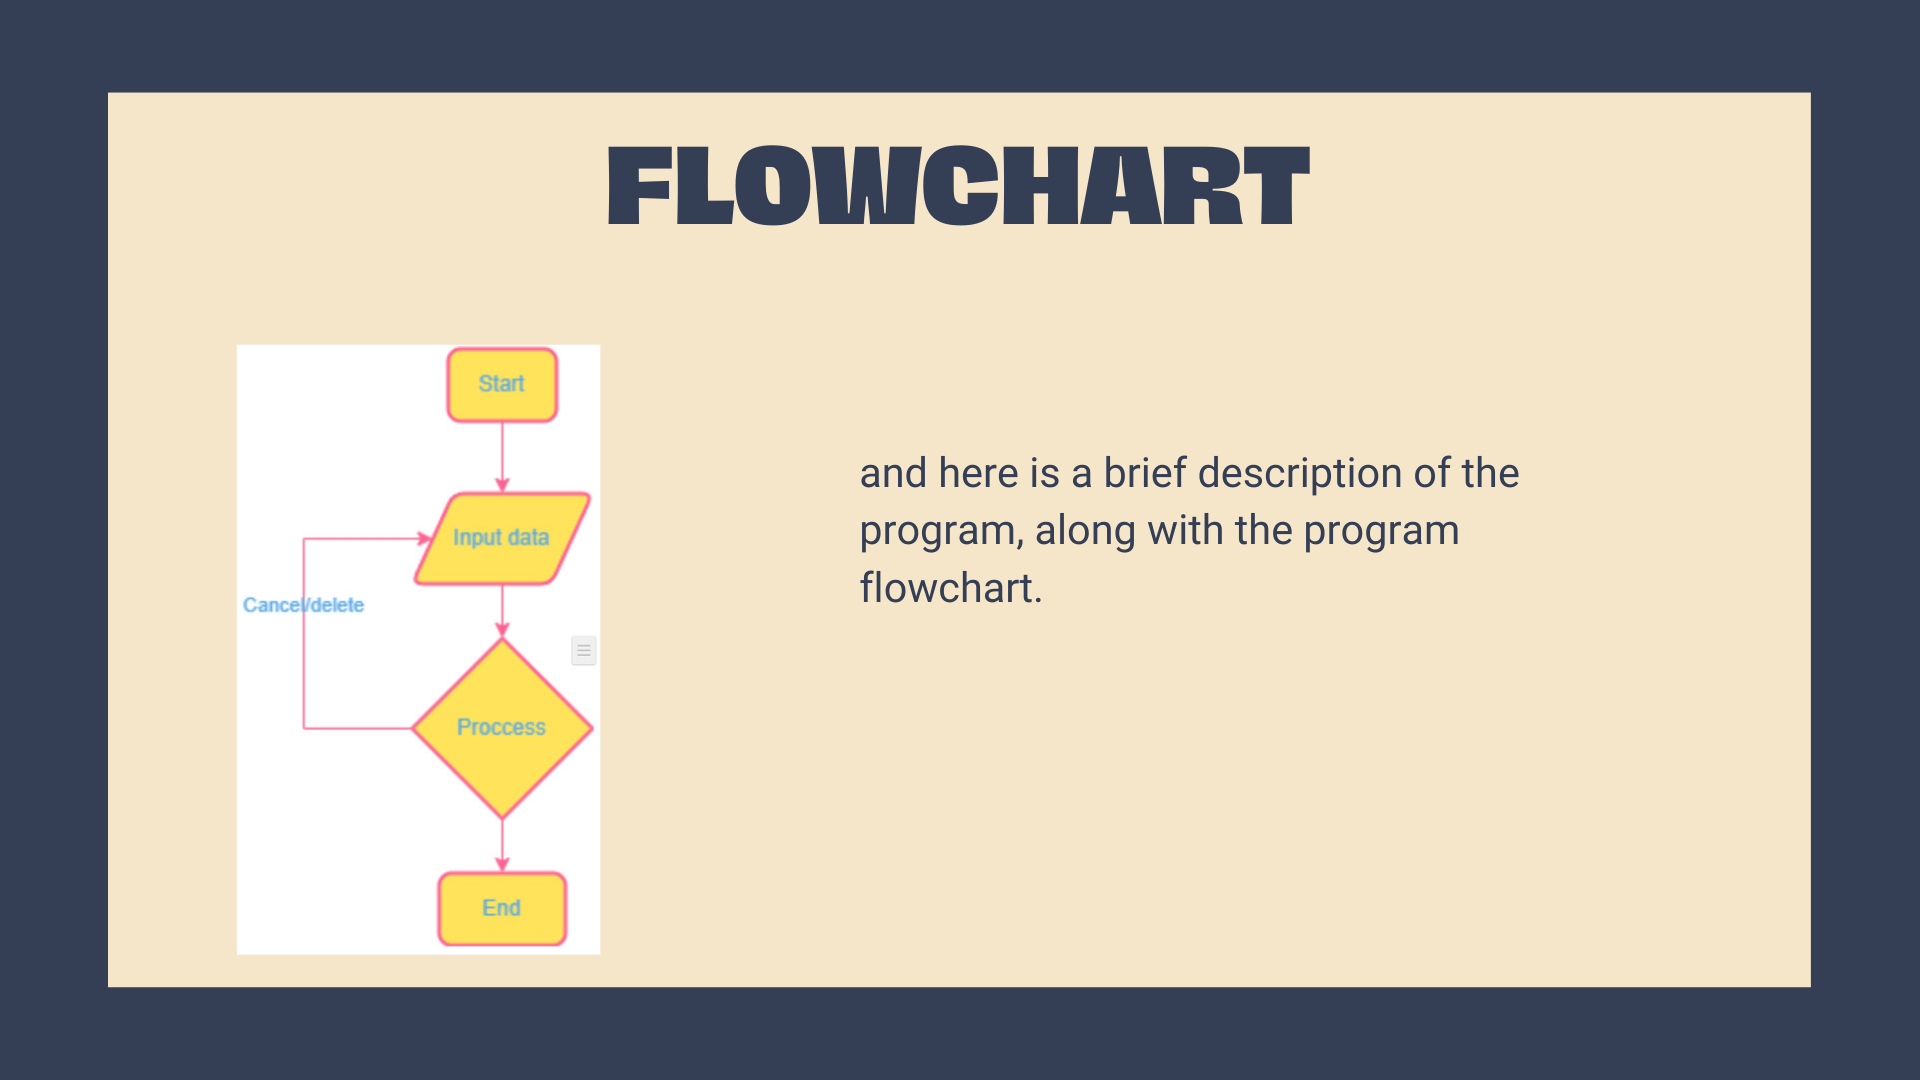 FLOWCHART
Start
Input data
Cancel/delete
Proccess
End
and here is a brief description of the
program, along with the program
flowchart.